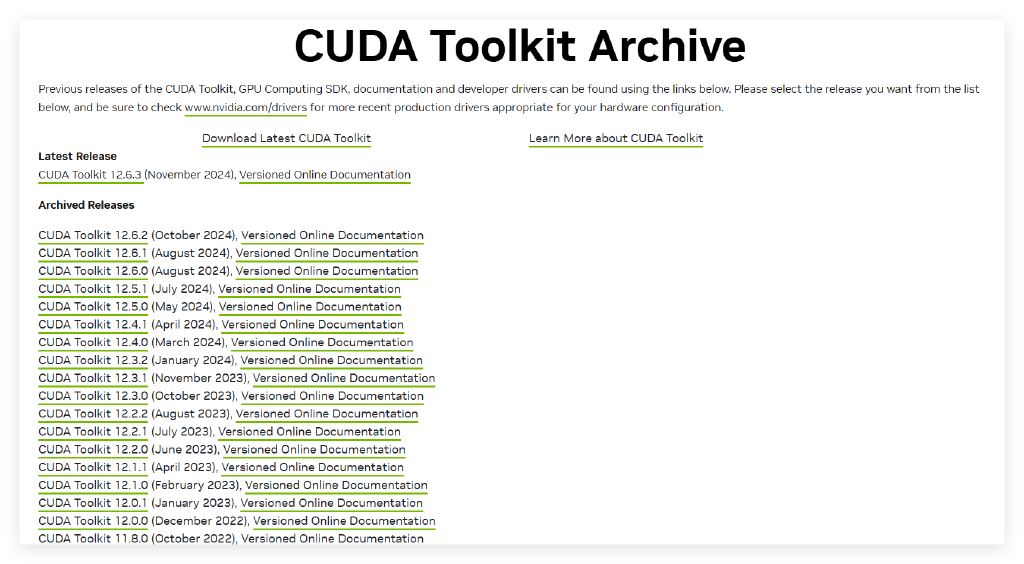 CUDA Toolkit Archive
Previous releases of the CUDA Toolkit, GPU Computing SDK, documentation and developer drivers can be found using the links below. Please select the release you want from the list
below, and be sure to check www.nvidia.com/drivers for more recent production drivers appropriate for your hardware configuration.
Download Latest CUDA Toolkit Learn More about CUDA Toolkit
Latest Release
CUDA Toolkit 12.6.3 (November 2024), Versioned Online Documentation
Archived Releases
CUDA Toolkit 12.6.2 (October 2024), Versioned Online Documentation
CUDA Toolkit 12.6.1 (August 2024), Versioned Online Documentation
CUDA Toolkit 12.6.0 (August 2024), Versioned Online Documentation
CUDA Toolkit 12.5.1 (July 2024), Versioned Online Documentation
CUDA Toolkit 12.5.0 (May 2024), Versioned Online Documentation
CUDA Toolkit 12.4.1 (April 2024), Versioned Online Documentation
CUDA Toolkit 12.4.0 (March 2024), Versioned Online Documentation
CUDA Toolkit 12.3.2 (January 2024), Versioned Online Documentation
CUDA Toolkit 12.3.1 (November 2023), Versioned Online Documentation
CUDA Toolkit 12.3.0 (October 2023), Versioned Online Documentation
CUDA Toolkit 12.2.2 (August 2023), Versioned Online Documentation
CUDA Toolkit 12.2.1 (July 2023), Versioned Online Documentation
CUDA Toolkit 12.2.0 (June 2023), Versioned Online Documentation
CUDA Toolkit 12.1.1 (April 2023), Versioned Online Documentation
CUDA Toolkit 12.1.0 (February 2023), Versioned Online Documentation
CUDA Toolkit 12.0.1 (January 2023), Versioned Online Documentation
CUDA Toolkit 12.0.0 (December 2022), Versioned Online Documentation
CUDA Toolkit 11.8.0 (October 2022), Versioned Online Documentation